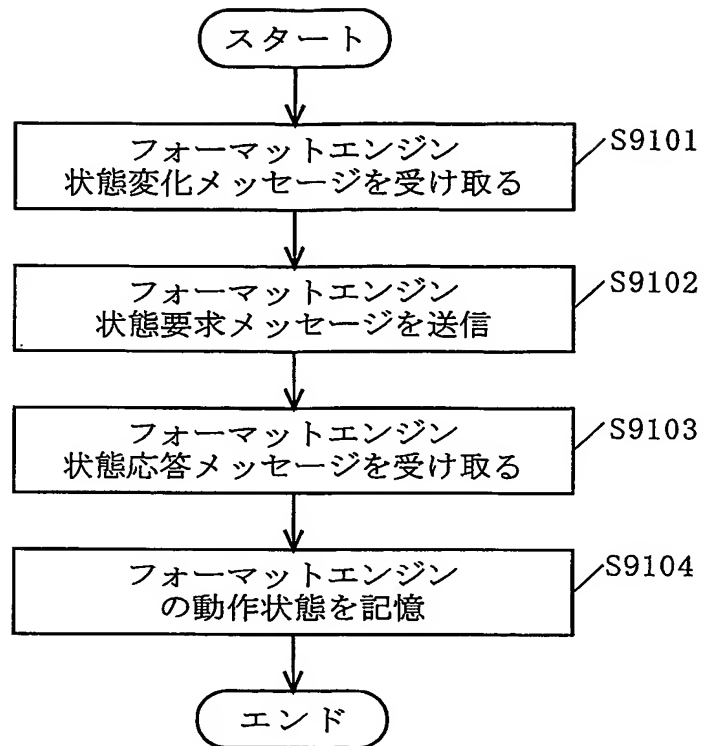 スタート
フォーマットエンジン
状態変化メッセージを受け取る
S9101
フォーマットエンジン
状態要求メッセージを送信
S9102
フォーマットエンジン
状態応答メッセージを受け取る
S9103
フォーマットエンジン
の動作状態を記憶
S9104
エンド